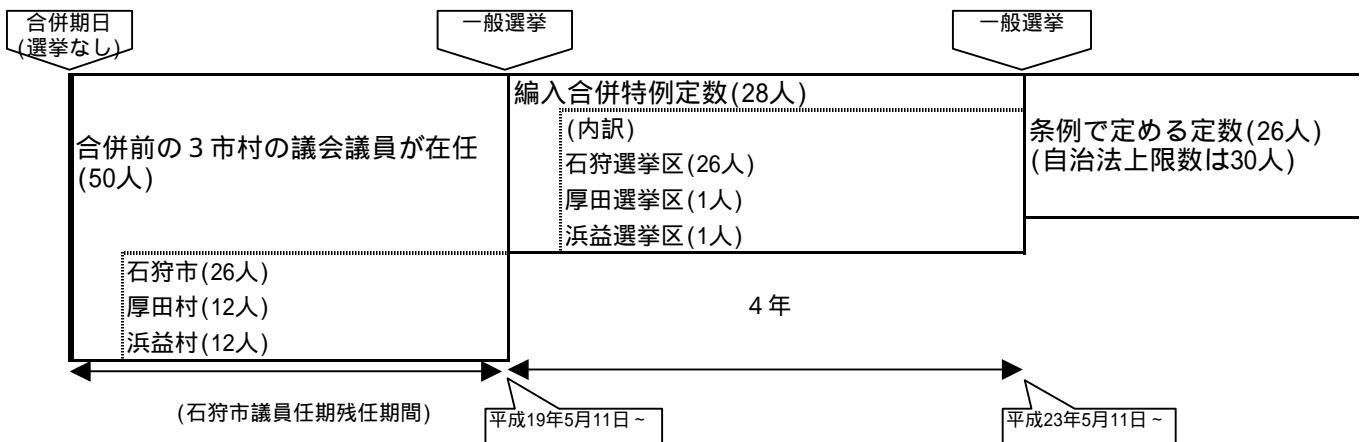 合併期日
(選挙なし)
一般選挙
一般選挙
合併前の３市村の議会議員が在任
(50人)
石狩市(26人)
厚田村(12人)
浜益村(12人)
編入合併特例定数(28人)
(内訳)
石狩選挙区(26人)
厚田選挙区(1人)
浜益選挙区(1人)
条例で定める定数(26人)
(自治法上限数は30人)
４年
(石狩市議員任期残任期間)
平成19年5月11日～
平成23年5月11日～